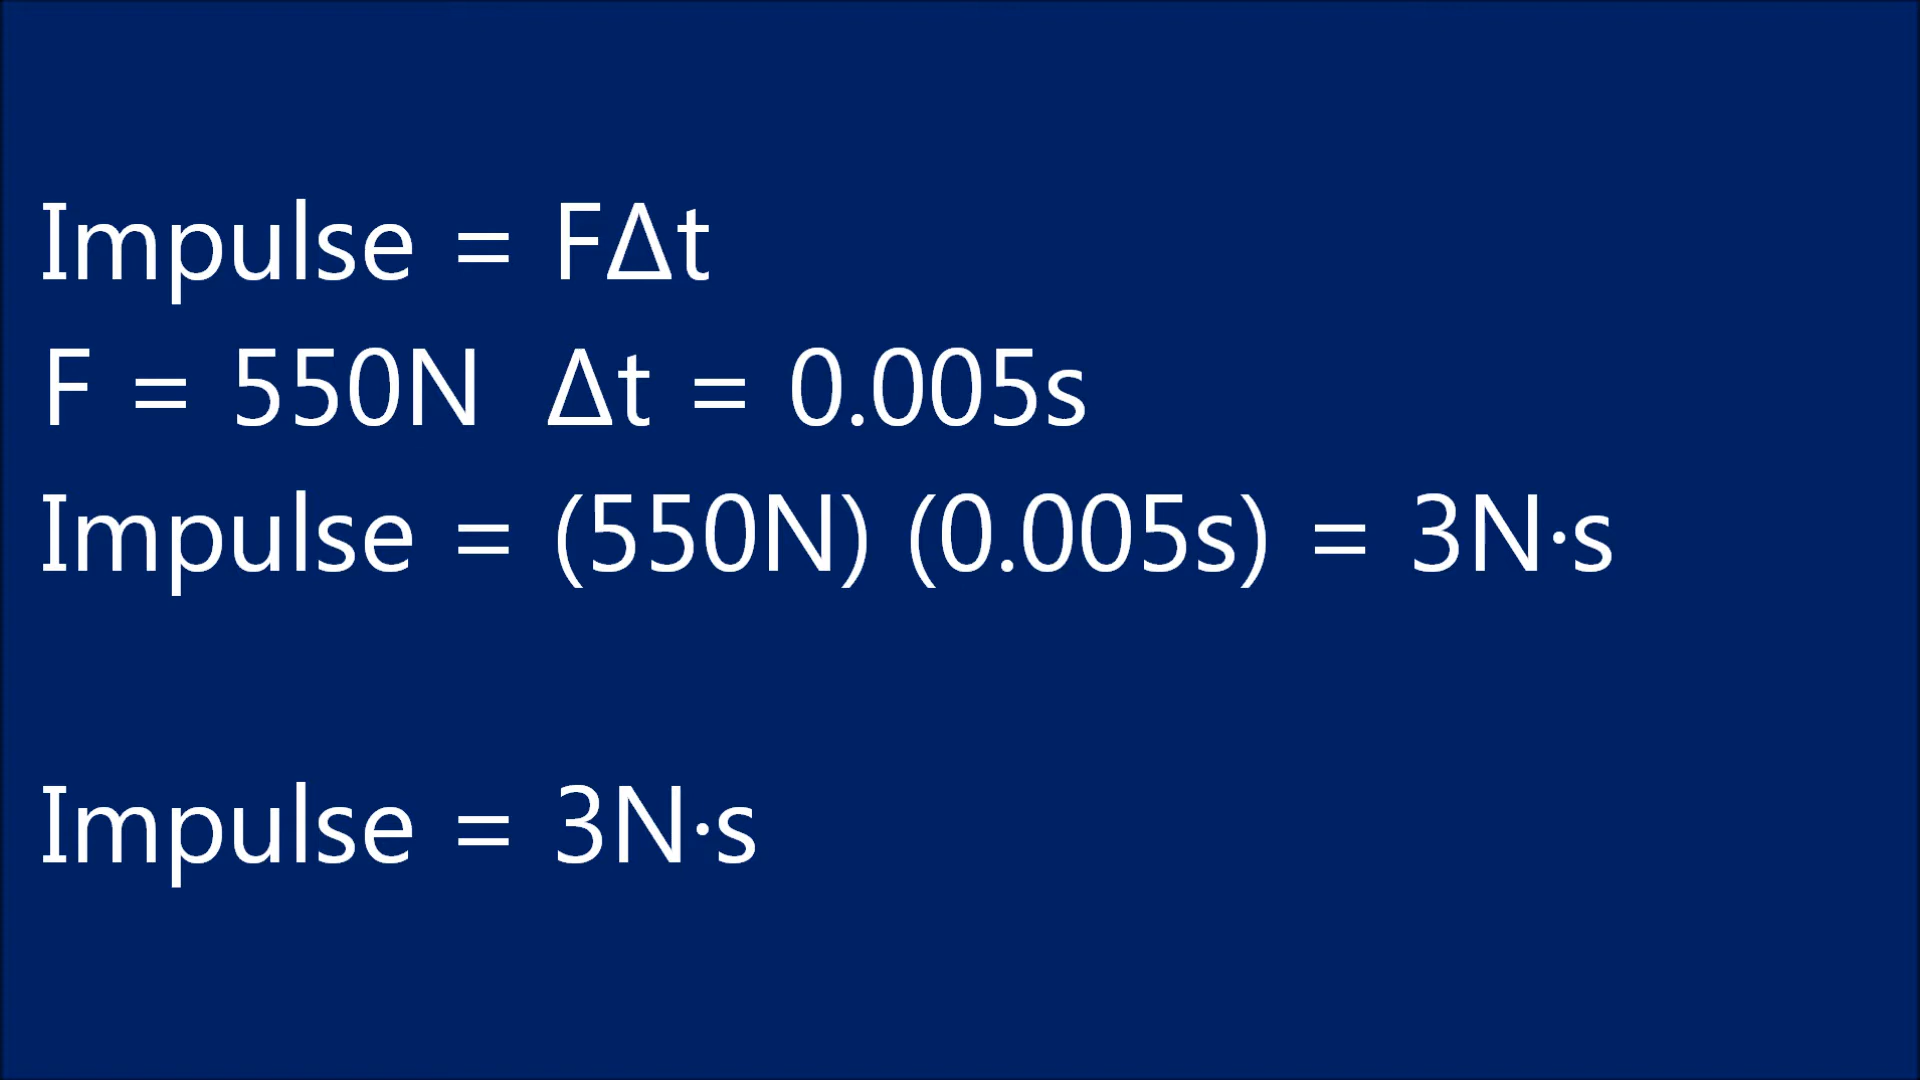 Impulse = FΔt
F = 550N Δt = 0.005s
Impulse = (550N) (0.005s) = 3N·s
Impulse = 3N·s